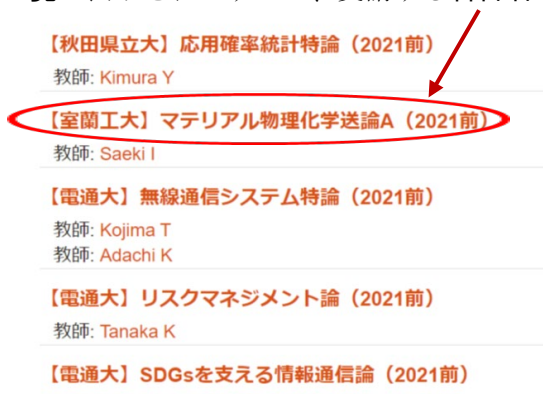 【秋田県立大】応用確率統計特論（2021前）
教師: Kimura Y
【室蘭工大】マテリアル物理化学送論A（2021前）
教師: Saeki I
【電通大】無線通信システム特論（2021前）
教師: Kojima T
教師: Adachi K
【電通大】リスクマネジメント論（2021前）
教師: Tanaka K
【電通大】SDGsを支える情報通信論（2021前）